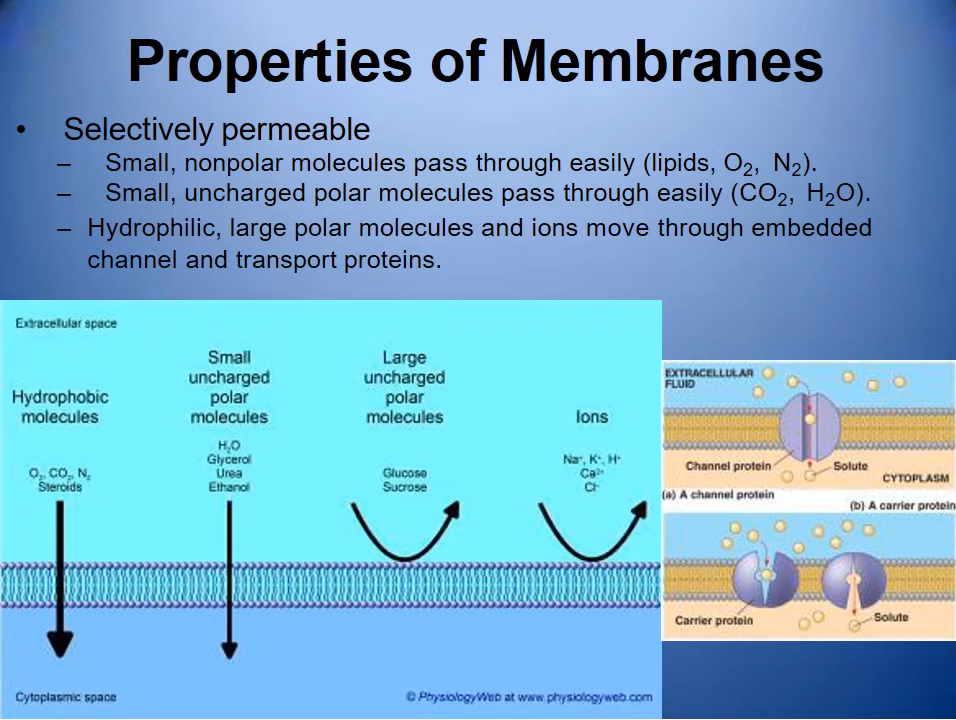 Properties of Membranes
• Selectively permeable
– Small, nonpolar molecules pass through easily (lipids, O₂, N₂).
– Small, uncharged polar molecules pass through easily (CO₂, H₂O).
– Hydrophilic, large polar molecules and ions move through embedded
channel and transport proteins.
Extracellular space
Hydrophobic
molecules
O₂, CO₂, N₂
Steroids
Small
uncharged
polar
molecules
H₂O
Glycerol
Urea
Ethanol
Large
uncharged
polar
molecules
Glucose
Sucrose
Ions
Na⁺, K⁺, H⁺
Ca²⁺
Cl⁻
Cytoplasmic space
© PhysiologyWeb at www.physiologyweb.com
EXTRACELLULAR
FLUID
Channel protein
Solute
CYTOPLASM
(a) A channel protein
(b) A carrier protein
Carrier protein
Solute